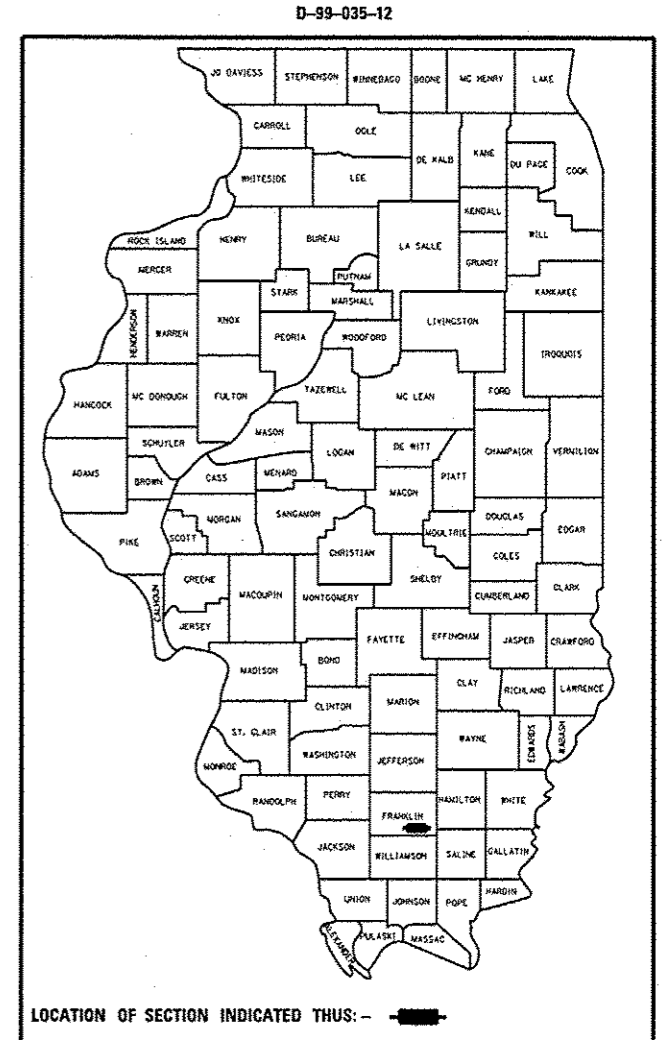 D-99-035-12
JO DAVIESS STEPHENSON WINNEBAGO BOONE MC HENRY LAKE
CARROLL OGLE
DE KALB KANE DU PAGE COOK
WHITESIDE LEE
KENDALL
ROCK ISLAND HENRY BUREAU LA SALLE WILL
MERCER PUTNAM GRUNDY
STARK MARSHALL KANKAKEE
HENDERSON WARREN KNOX PEORIA WOODFORD LIVINGSTON IROQUOIS
HANCOCK MC DONOUGH FULTON TAZEWELL MC LEAN FORD
SCHUYLER MASON LOGAN DE WITT CHAMPAIGN VERMILION
ADAMS BROWN CASS MENARD MACON PIATT
PIKE SCOTT MORGAN SANGAMON MOULTRIE DOUGLAS EDGAR
CHRISTIAN COLES
CALHOUN GREENE MACOUPIN MONTGOMERY SHELBY CUMBERLAND CLARK
JERSEY
FAYETTE EFFINGHAM JASPER CRAWFORD
MADISON BOND
CLAY RICHLAND LAWRENCE
CLINTON MARION
ST. CLAIR WAYNE EDWARDS WABASH
MONROE WASHINGTON JEFFERSON
RANDOLPH PERRY HAMILTON WHITE
FRANKLIN
JACKSON WILLIAMSON SALINE GALLATIN
UNION JOHNSON POPE HARDIN
ALEXANDER PULASKI MASSAC
LOCATION OF SECTION INDICATED THUS: –